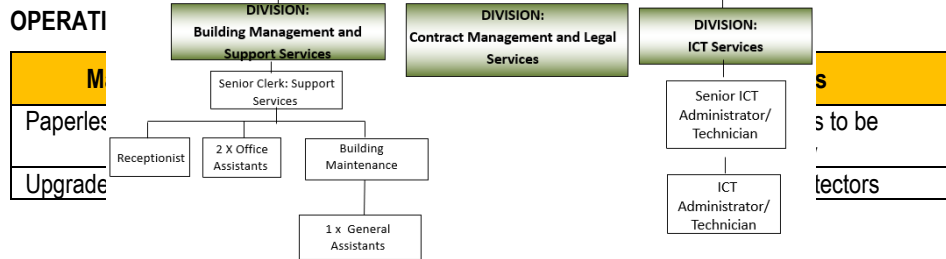 OPERATI
DIVISION:
Building Management and
Support Services
DIVISION:
Contract Management and Legal
Services
DIVISION:
ICT Services
Senior Clerk: Support
Services
Receptionist
2 X Office
Assistants
Building
Maintenance
1 x General
Assistants
Senior ICT
Administrator/
Technician
ICT
Administrator/
Technician
Paperles
s to be
Upgrade
tectors